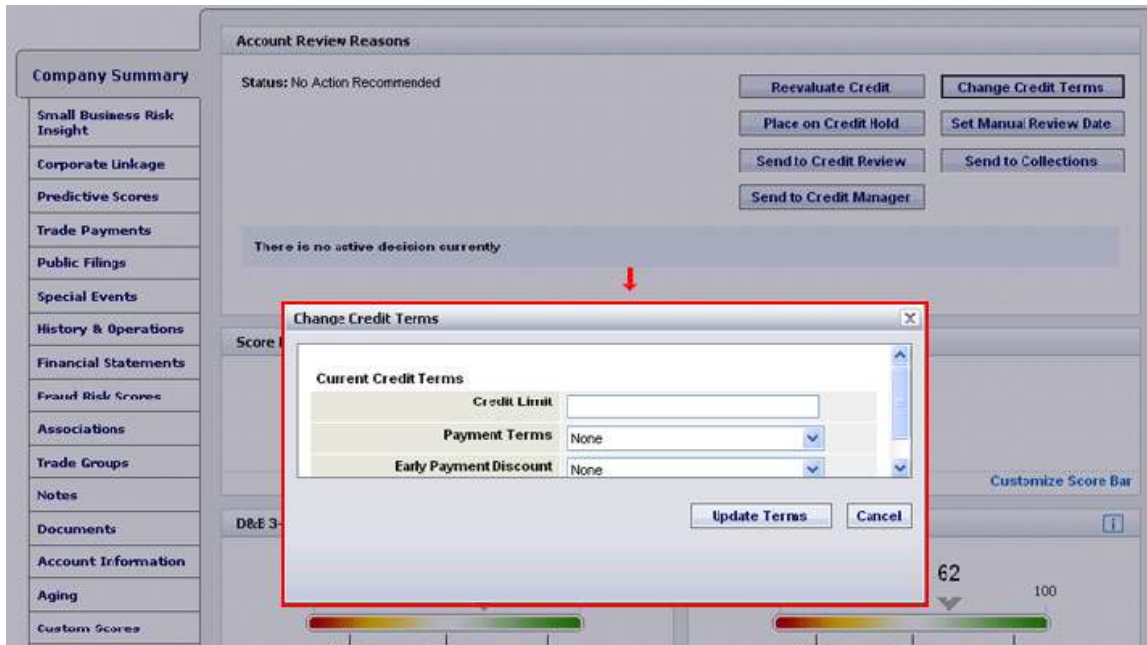 Account Review Reasons
Company Summary
Status: No Action Recommended
Reevaluate Credit
Change Credit Terms
Small Business Risk
Insight
Place on Credit Hold
Set Manual Review Date
Corporate Linkage
Send to Credit Review
Send to Collections
Predictive Scores
Send to Credit Manager
Trade Payments
There is no active decision currently
Public Filings
Special Events
Change Credit Terms
History & Operations
Score
Financial Statements
Current Credit Terms
Fraud Risk Scores
Credit Limit
Associations
Payment Terms None
Trade Groups
Early Payment Discount None
Customize Score Bar
Notes
Documents
D&B 3-
Update Terms
Cancel
Account Information
62
100
Aging
Custom Scores